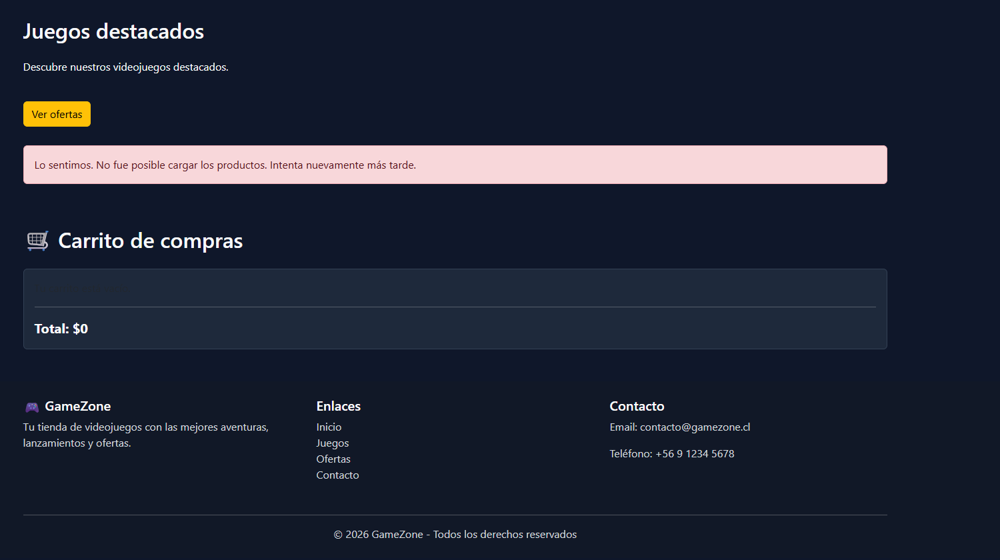 Juegos destacados
Descubre nuestros videojuegos destacados.
Ver ofertas
Lo sentimos. No fue posible cargar los productos. Intenta nuevamente más tarde.
Carrito de compras
Total: $0
GameZone
Tu tienda de videojuegos con las mejores aventuras,
lanzamientos y ofertas.
Enlaces
Inicio
Juegos
Ofertas
Contacto
Contacto
Email: contacto@gamezone.cl
Teléfono: +56 9 1234 5678
© 2026 GameZone - Todos los derechos reservados